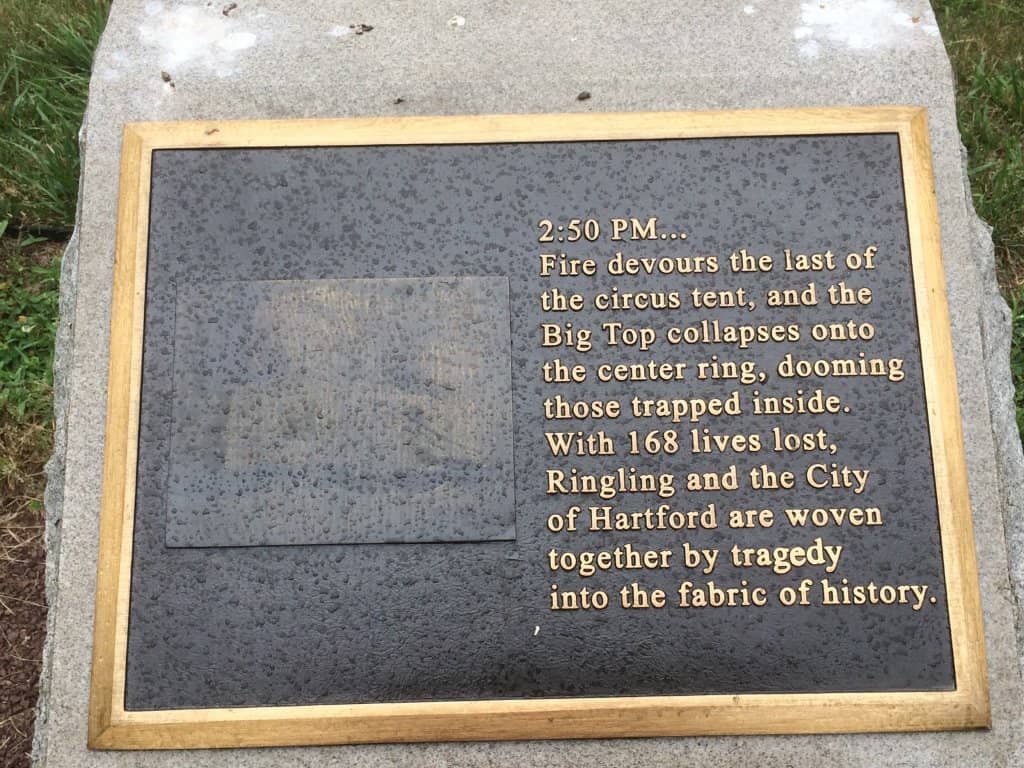 2:50 PM...
Fire devours the last of
the circus tent, and the
Big Top collapses onto
the center ring, dooming
those trapped inside.
With 168 lives lost,
Ringling and the City
of Hartford are woven
together by tragedy
into the fabric of history.